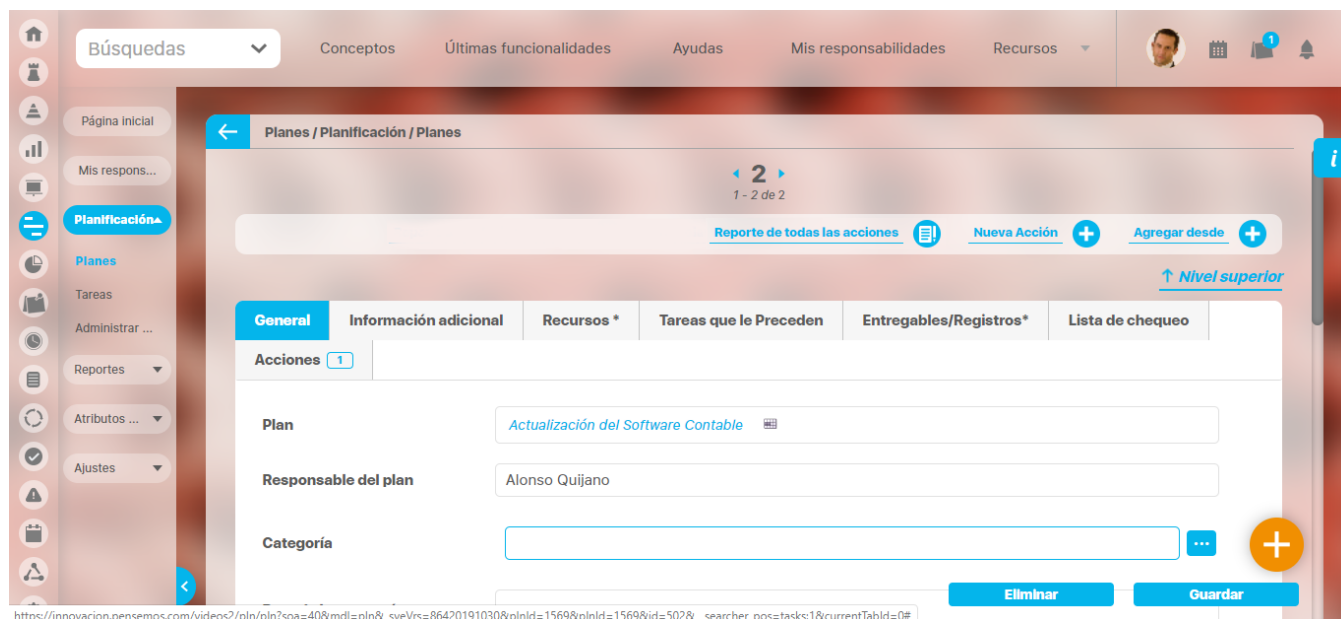 Búsquedas
Conceptos
Últimas funcionalidades
Ayudas
Mis responsabilidades
Recursos
1
Página inicial
Mis respons...
Planificación
Planes
Tareas
Administrar ...
Reportes
Atributos ...
Ajustes
Planes / Planificación / Planes
i
2
1 - 2 de 2
Reporte de todas las acciones
Nueva Acción
Agregar desde
↑ Nivel superior
General
Información adicional
Recursos *
Tareas que le Preceden
Entregables/Registros*
Lista de chequeo
Acciones 1
Plan
Actualización del Software Contable
Responsable del plan
Alonso Quijano
Categoría
...
Eliminar
Guardar
https://innovacion.pensemos.com/videos2/pln/pln?soa=40&mdl=pln&_sveVrs=86420191030&plnId=1569&plnId=1569&id=502&__searcher_pos=tasks:1&currentTabId=0#